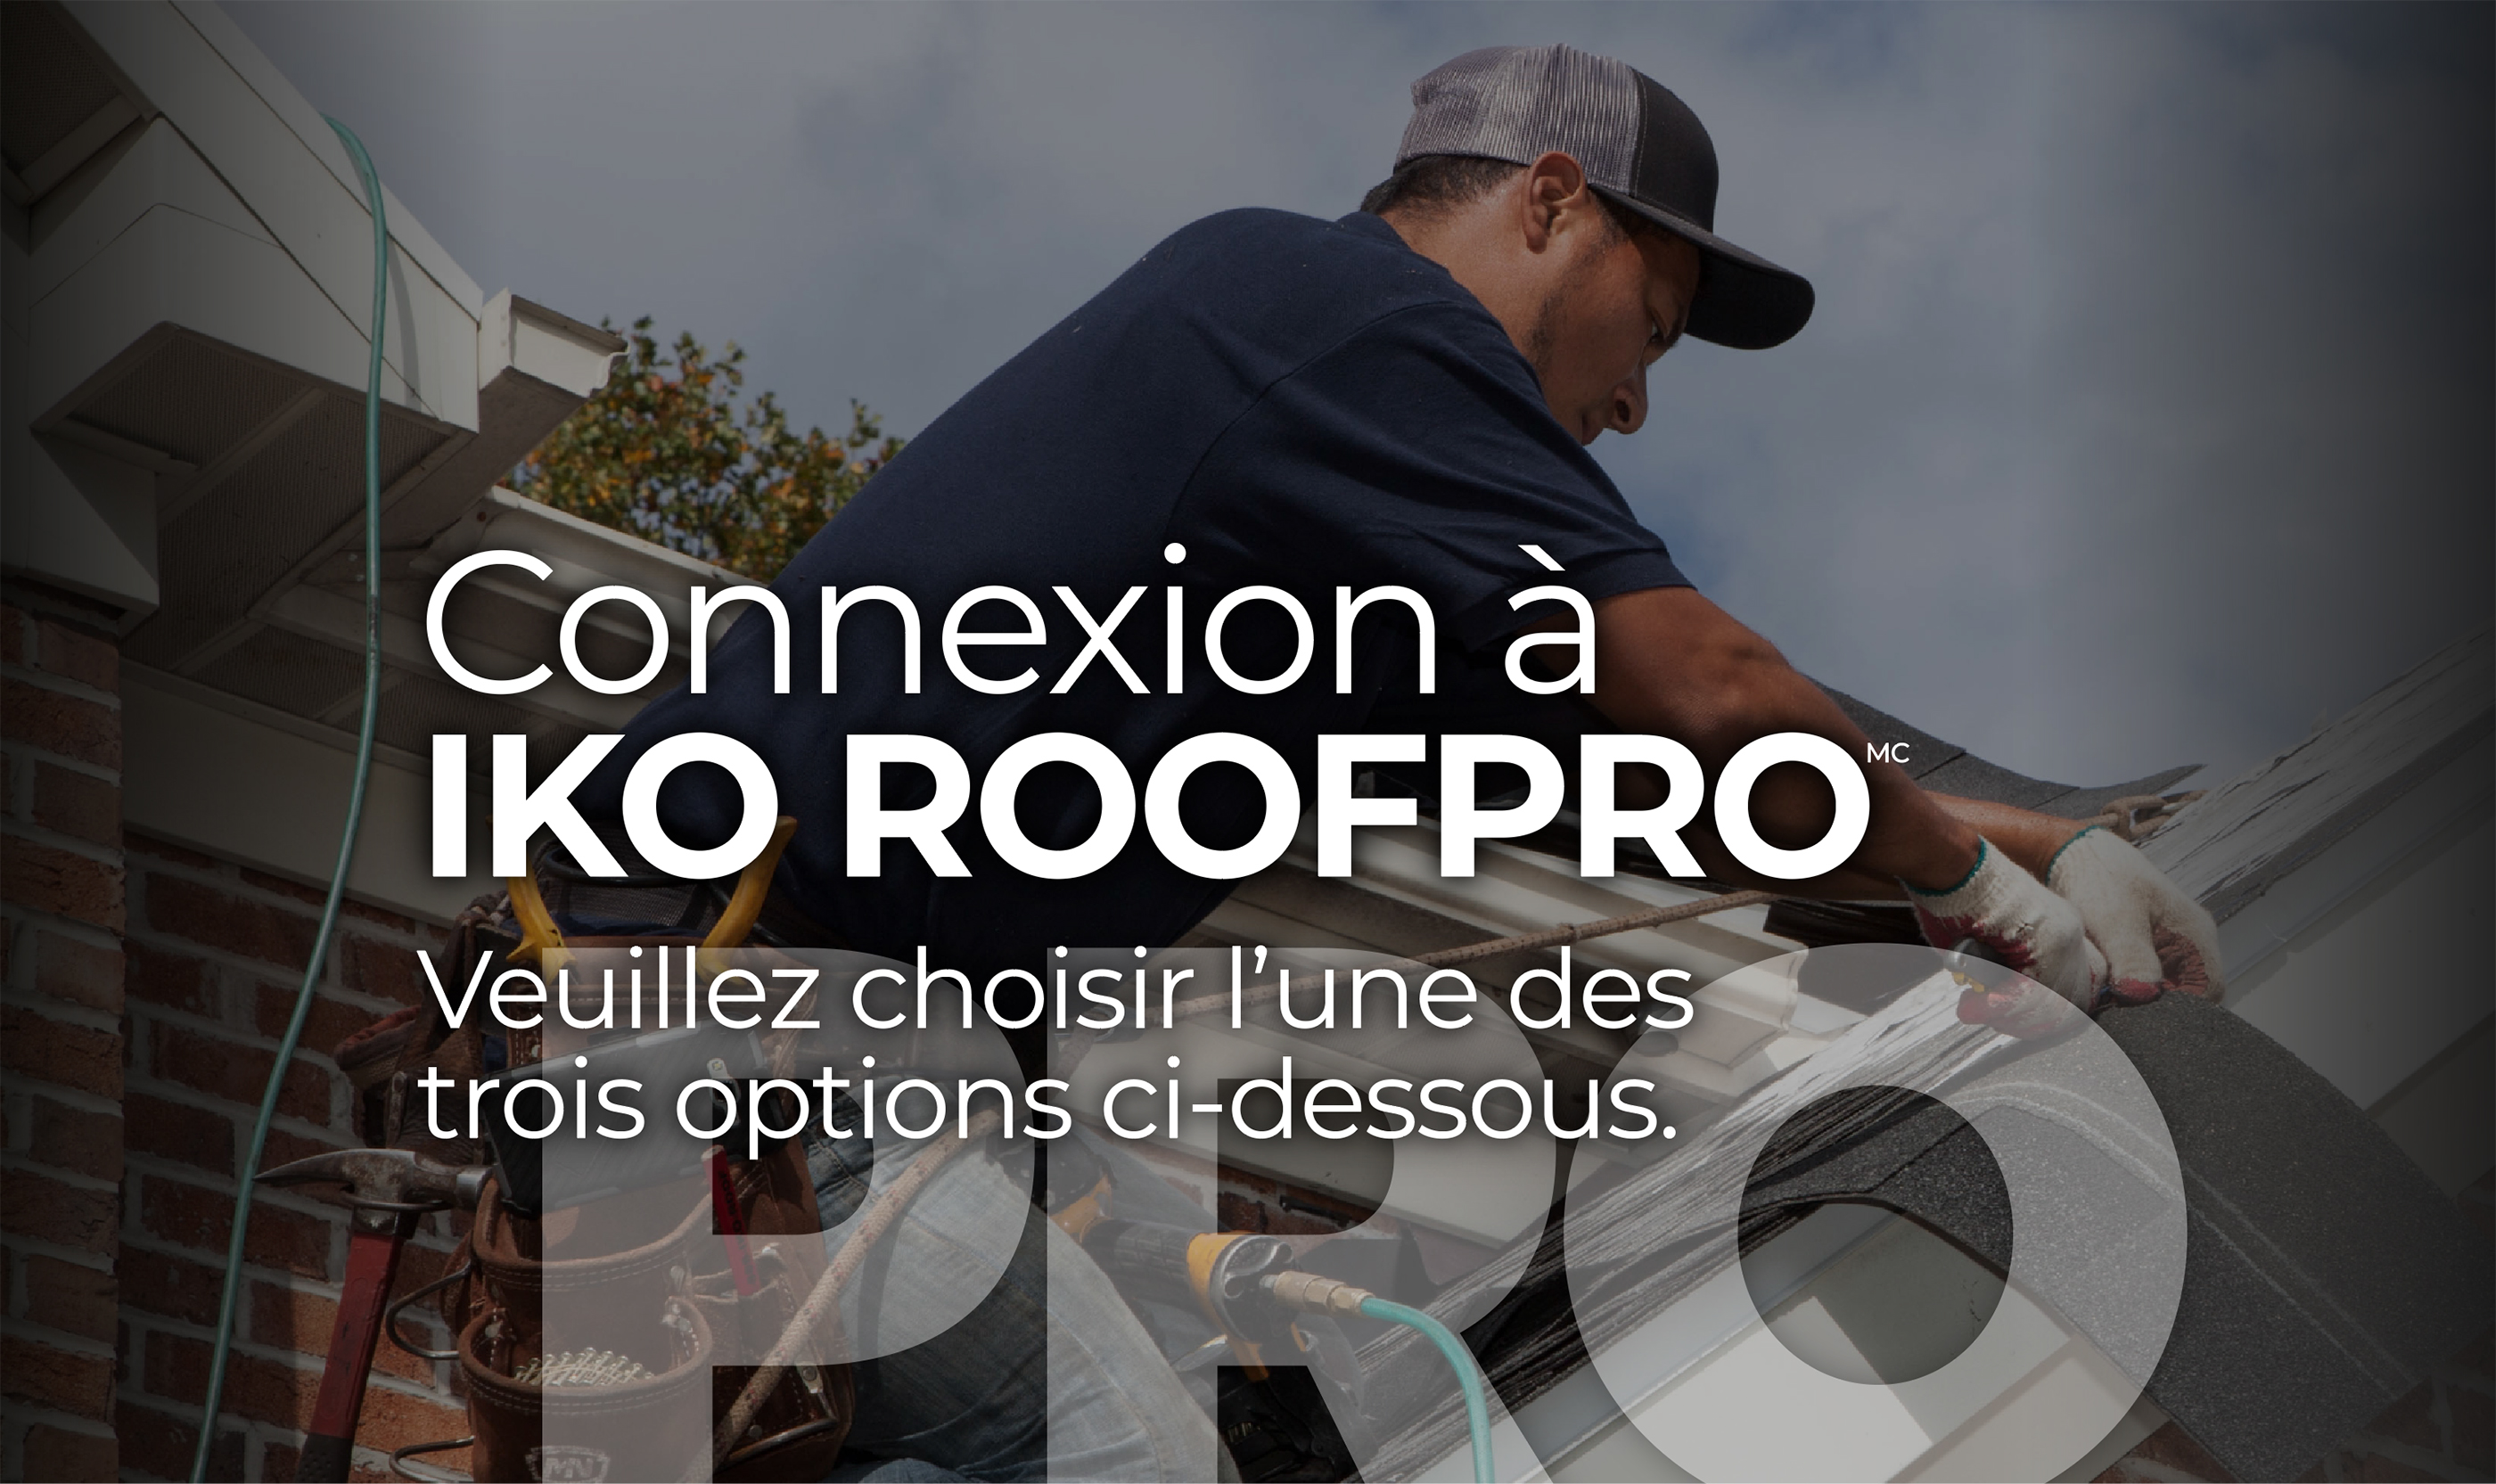 Connexion à
IKO ROOFPRO MC
Veuillez choisir l’une des
trois options ci-dessous.
PRO